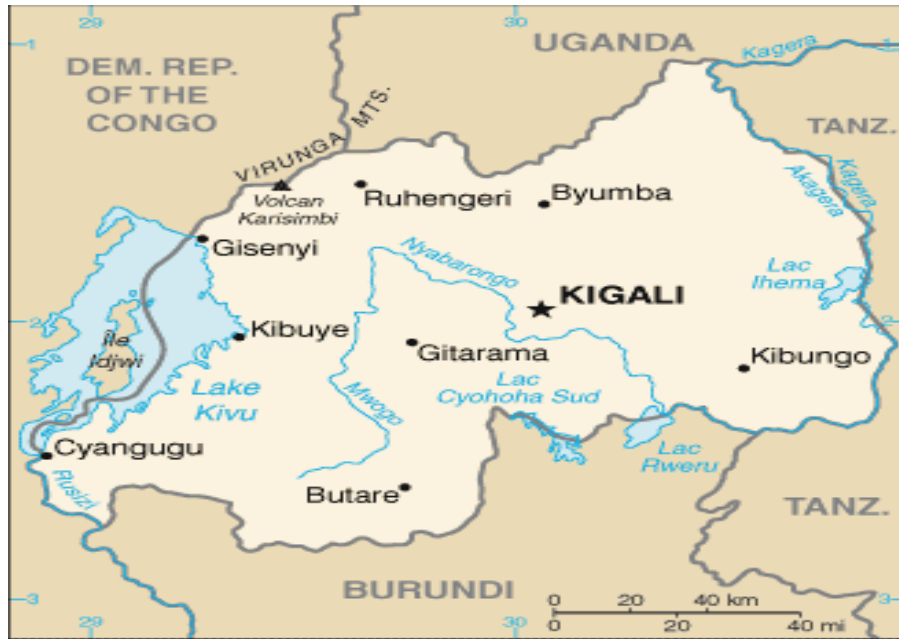 29
30
1
1
UGANDA
Kagera
DEM. REP.
OF THE
CONGO
TANZ.
VIRUNGA MTS.
Volcan
Karisimbi
Ruhengeri
Byumba
Kagera
Akagera
Gisenyi
Nyabarongo
Lac
Ihema
KIGALI
2
2
Île
Idjwi
Kibuye
Gitarama
Kibungo
Lake
Kivu
Mwogo
Lac
Cyohoha Sud
Cyangugu
Lac
Rweru
Rusizi
Butare
TANZ.
BURUNDI
3
3
29
30
0 20 40 km
0 20 40 mi